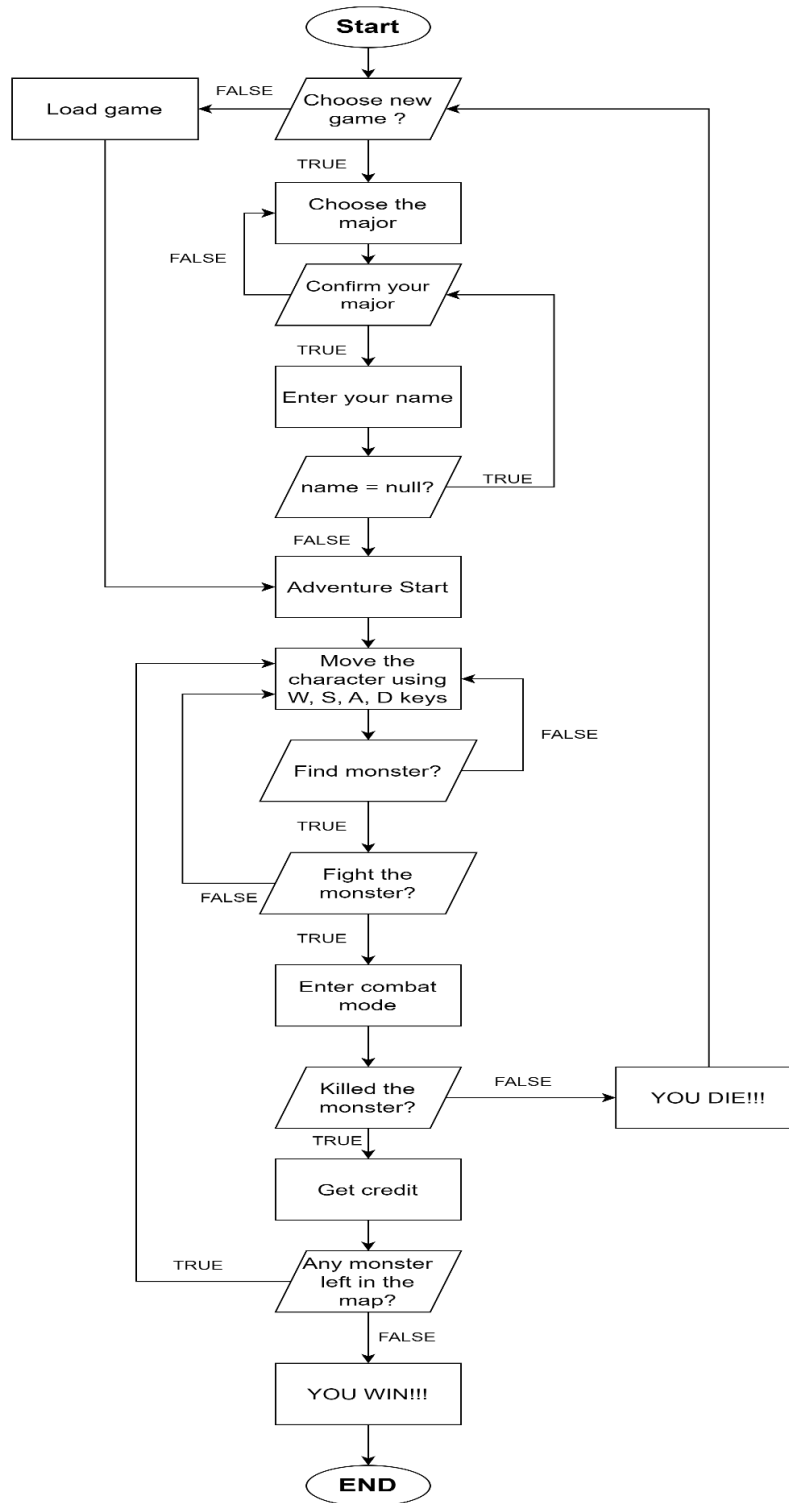 Start
FALSE
Load game
Choose new
game ?
TRUE
Choose the
major
FALSE
Confirm your
major
TRUE
Enter your name
name = null?
TRUE
FALSE
Adventure Start
Move the
character using
W, S, A, D keys
FALSE
Find monster?
TRUE
Fight the
monster?
FALSE
TRUE
Enter combat
mode
Killed the
monster?
FALSE
YOU DIE!!!
TRUE
Get credit
TRUE
Any monster
left in the
map?
FALSE
YOU WIN!!!
END